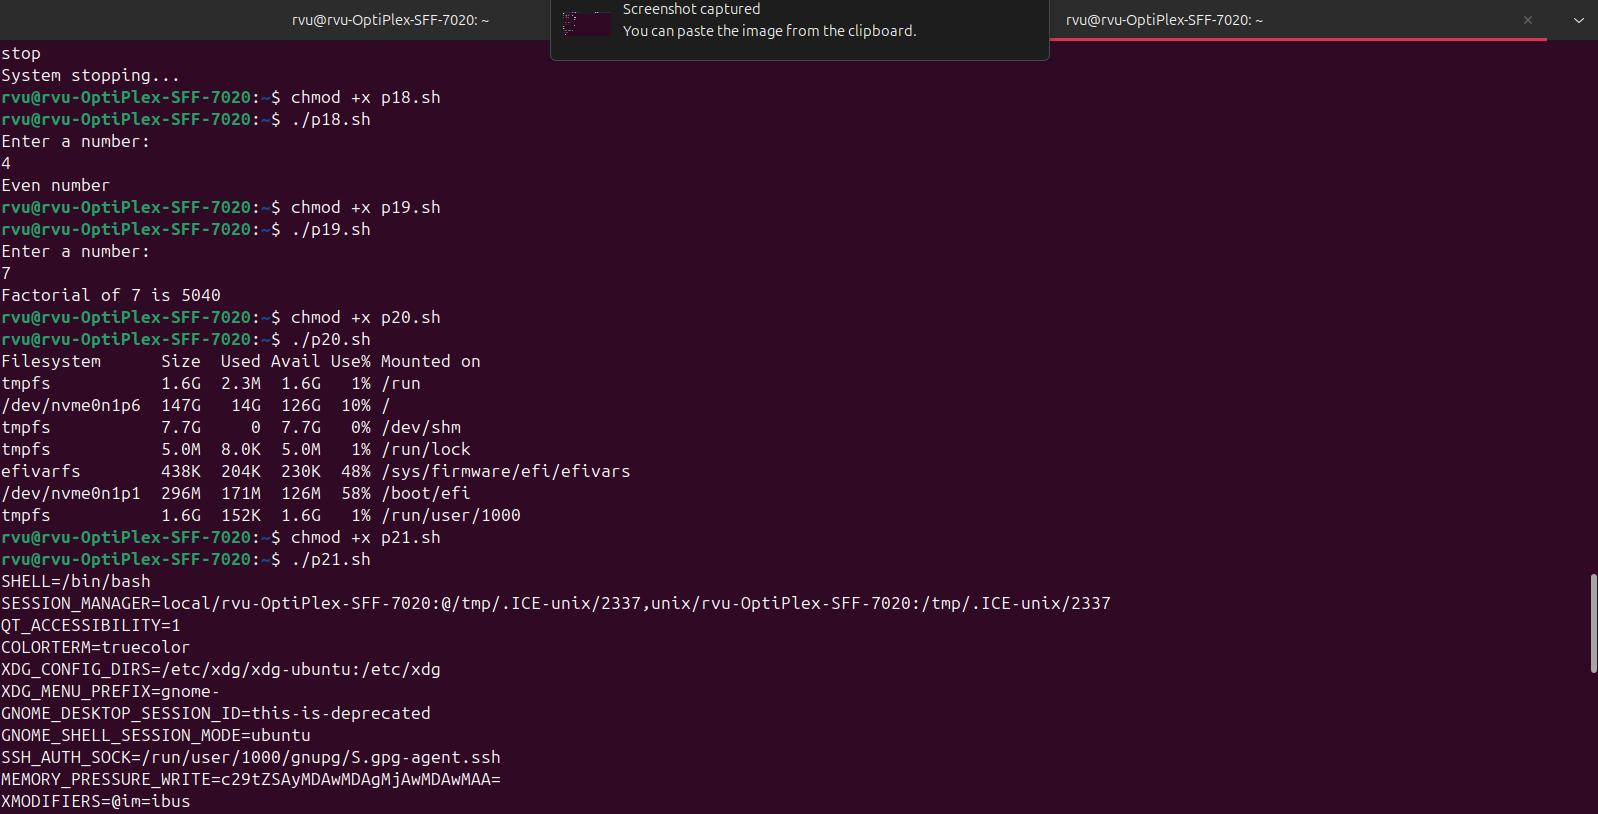 rvu@rvu-OptiPlex-SFF-7020: ~
Screenshot captured
You can paste the image from the clipboard.
rvu@rvu-OptiPlex-SFF-7020: ~
stop
System stopping...
rvu@rvu-OptiPlex-SFF-7020:~$ chmod +x p18.sh
rvu@rvu-OptiPlex-SFF-7020:~$ ./p18.sh
Enter a number:
4
Even number
rvu@rvu-OptiPlex-SFF-7020:~$ chmod +x p19.sh
rvu@rvu-OptiPlex-SFF-7020:~$ ./p19.sh
Enter a number:
7
Factorial of 7 is 5040
rvu@rvu-OptiPlex-SFF-7020:~$ chmod +x p20.sh
rvu@rvu-OptiPlex-SFF-7020:~$ ./p20.sh
Filesystem      Size  Used Avail Use% Mounted on
tmpfs           1.6G  2.3M  1.6G   1% /run
/dev/nvme0n1p6  147G   14G  126G  10% /
tmpfs           7.7G     0  7.7G   0% /dev/shm
tmpfs           5.0M  8.0K  5.0M   1% /run/lock
efivarfs        438K  204K  230K  48% /sys/firmware/efi/efivars
/dev/nvme0n1p1  296M  171M  126M  58% /boot/efi
tmpfs           1.6G  152K  1.6G   1% /run/user/1000
rvu@rvu-OptiPlex-SFF-7020:~$ chmod +x p21.sh
rvu@rvu-OptiPlex-SFF-7020:~$ ./p21.sh
SHELL=/bin/bash
SESSION_MANAGER=local/rvu-OptiPlex-SFF-7020:@/tmp/.ICE-unix/2337,unix/rvu-OptiPlex-SFF-7020:/tmp/.ICE-unix/2337
QT_ACCESSIBILITY=1
COLORTERM=truecolor
XDG_CONFIG_DIRS=/etc/xdg/xdg-ubuntu:/etc/xdg
XDG_MENU_PREFIX=gnome-
GNOME_DESKTOP_SESSION_ID=this-is-deprecated
GNOME_SHELL_SESSION_MODE=ubuntu
SSH_AUTH_SOCK=/run/user/1000/gnupg/S.gpg-agent.ssh
MEMORY_PRESSURE_WRITE=c29tZSAyMDAwMDAgMjAwMDAwMAA=
XMODIFIERS=@im=ibus